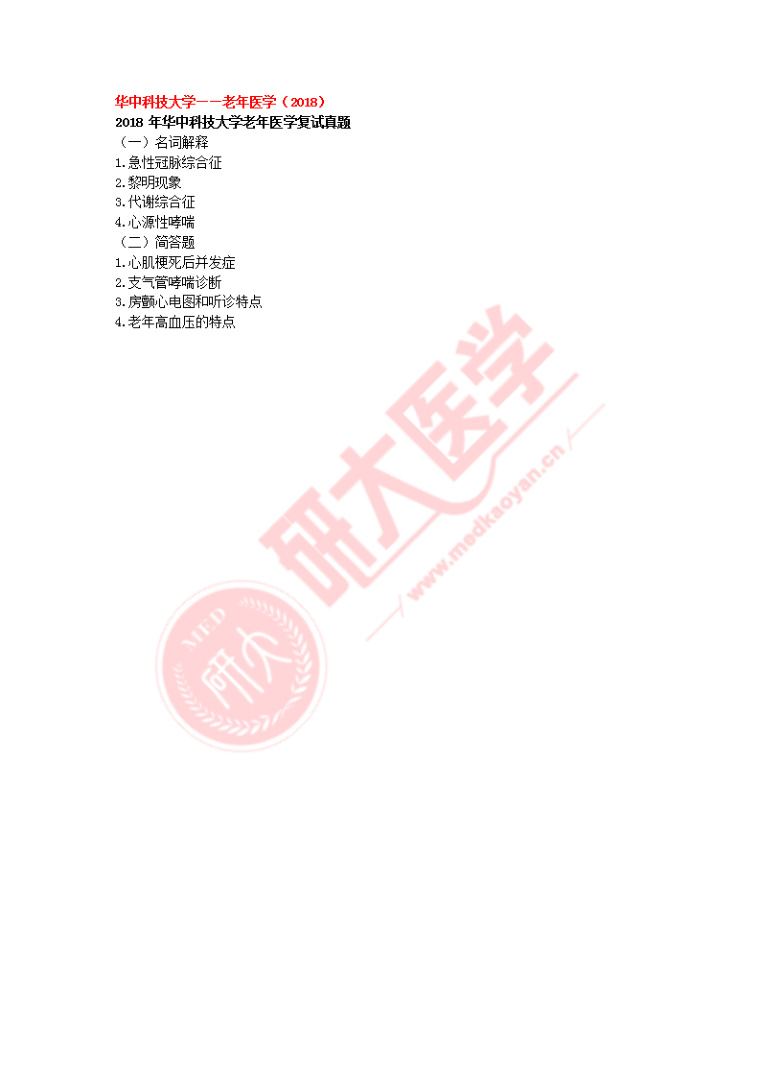 华中科技大学——老年医学（2018）
2018 年华中科技大学老年医学复试真题
（一）名词解释
1.急性冠脉综合征
2.黎明现象
3.代谢综合征
4.心源性哮喘
（二）简答题
1.心肌梗死后并发症
2.支气管哮喘诊断
3.房颤心电图和听诊特点
4.老年高血压的特点
研大医学
www.medkaoyan.cn
MED
研大